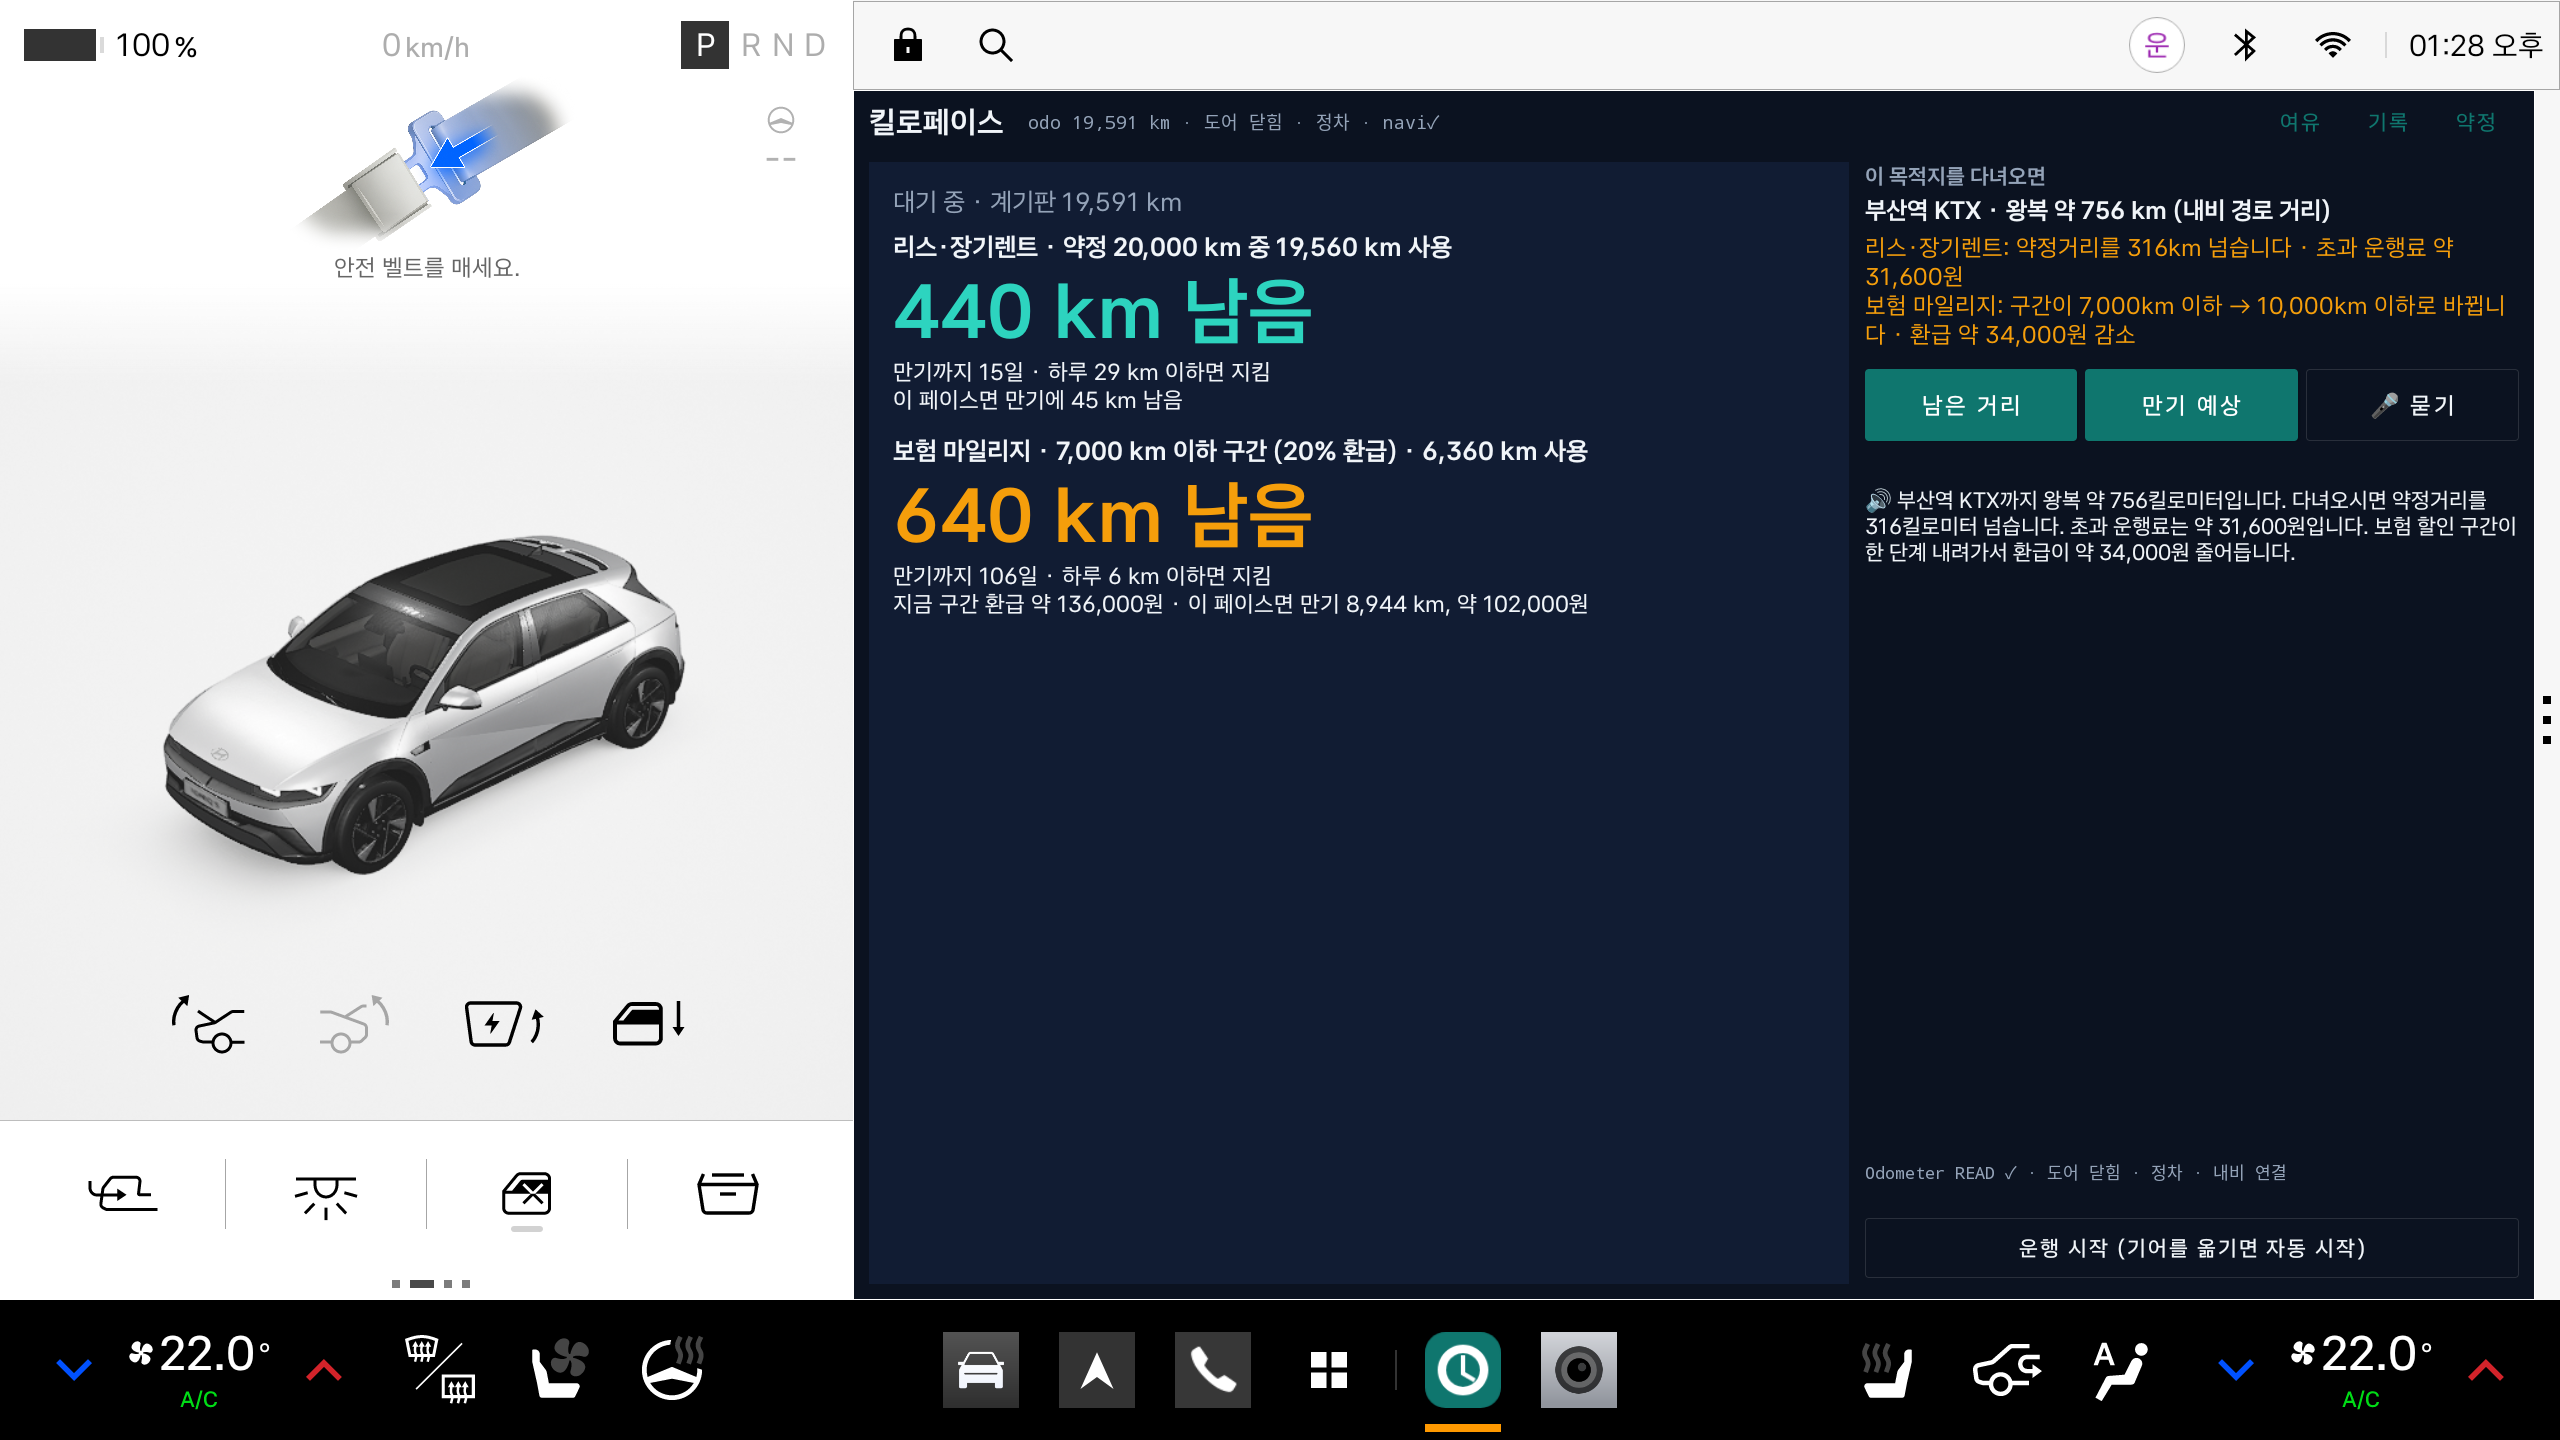 100 %
0 km/h
P R N D
01:28 오후
운
안전 벨트를 매세요.
--
킬로페이스
odo 19,591 km · 도어 닫힘 · 정차 · navi✓
여유 기록 약정
대기 중 · 계기판 19,591 km
리스·장기렌트 · 약정 20,000 km 중 19,560 km 사용
440 km 남음
만기까지 15일 · 하루 29 km 이하면 지킴
이 페이스면 만기에 45 km 남음
보험 마일리지 · 7,000 km 이하 구간 (20% 환급) · 6,360 km 사용
640 km 남음
만기까지 106일 · 하루 6 km 이하면 지킴
지금 구간 환급 약 136,000원 · 이 페이스면 만기 8,944 km, 약 102,000원
이 목적지를 다녀오면
부산역 KTX · 왕복 약 756 km (내비 경로 거리)
리스·장기렌트: 약정거리를 316km 넘습니다 · 초과 운행료 약
31,600원
보험 마일리지: 구간이 7,000km 이하 → 10,000km 이하로 바뀝니
다 · 환급 약 34,000원 감소
남은 거리
만기 예상
🎤 묻기
🔊 부산역 KTX까지 왕복 약 756킬로미터입니다. 다녀오시면 약정거리를
316킬로미터 넘습니다. 초과 운행료는 약 31,600원입니다. 보험 할인 구간이
한 단계 내려가서 환급이 약 34,000원 줄어듭니다.
Odometer READ ✓ · 도어 닫힘 · 정차 · 내비 연결
운행 시작 (기어를 옮기면 자동 시작)
22.0°
A/C
A
22.0°
A/C